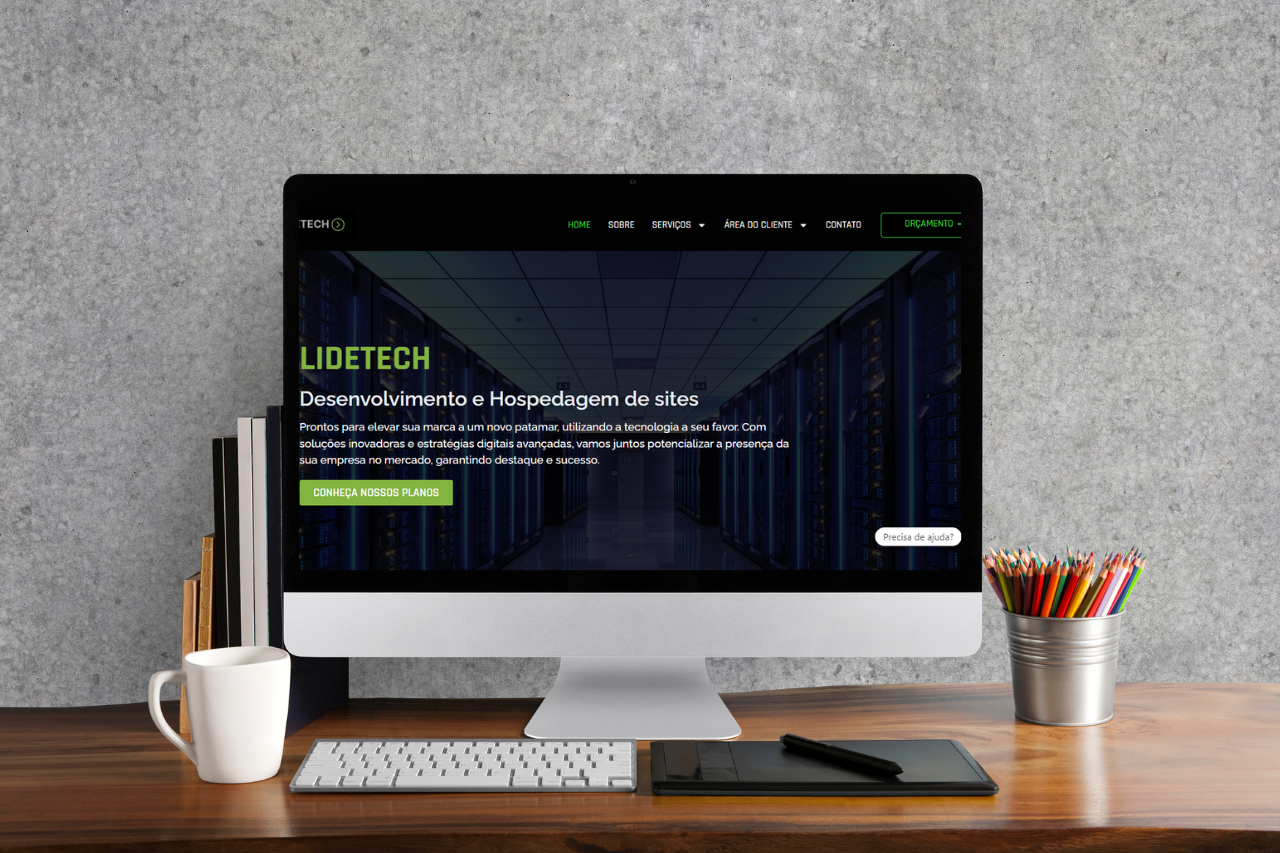 TECH
HOME SOBRE SERVIÇOS ÁREA DO CLIENTE CONTATO ORÇAMENTO
LIDETECH
Desenvolvimento e Hospedagem de sites
Prontos para elevar sua marca a um novo patamar, utilizando a tecnologia a seu favor. Com
soluções inovadoras e estratégias digitais avançadas, vamos juntos potencializar a presença da
sua empresa no mercado, garantindo destaque e sucesso.
CONHEÇA NOSSOS PLANOS
Precisa de ajuda?